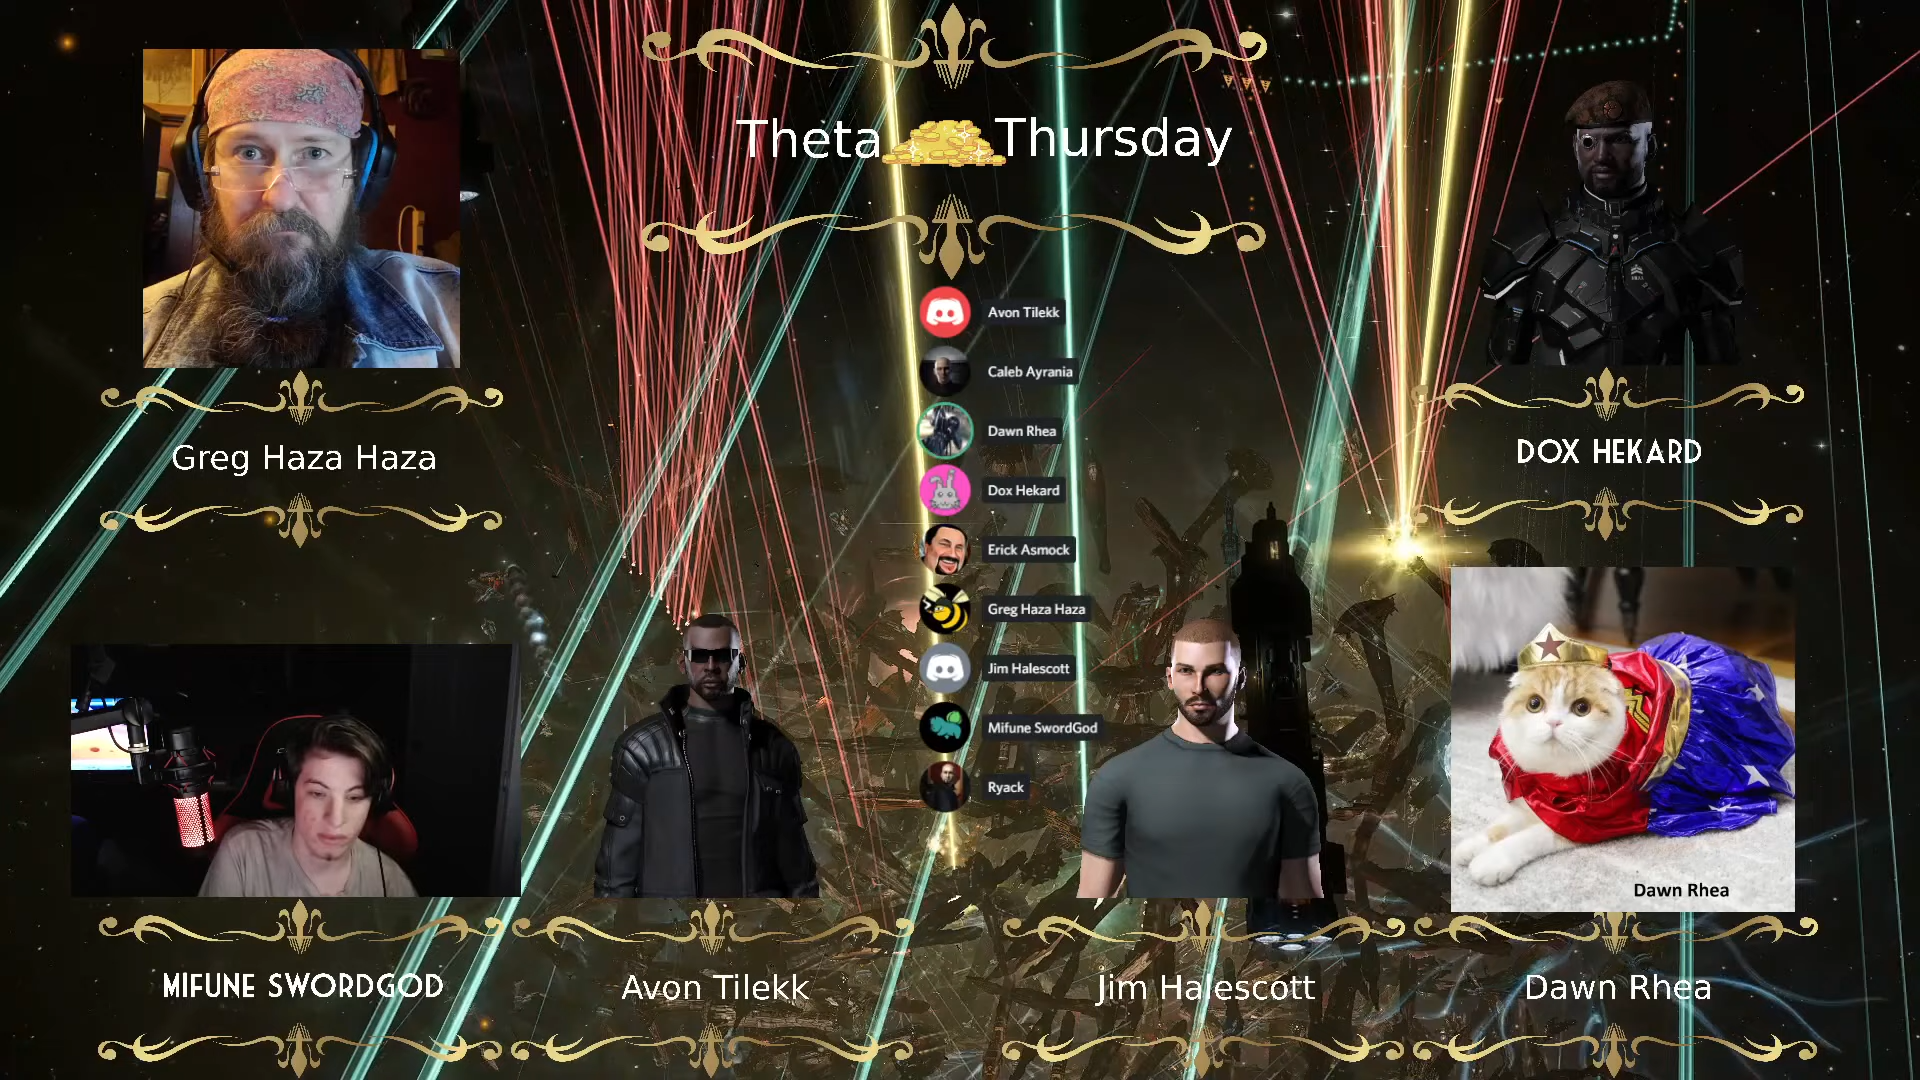 Theta Thursday
Avon Tilekk
Caleb Ayrania
Dawn Rhea
Dox Hekard
Erick Asmock
Greg Haza Haza
Jim Halescott
Mifune SwordGod
Ryack
Greg Haza Haza
DOX HEKARD
Dawn Rhea
MIFUNE SWORDGOD
Avon Tilekk
Jim Halescott
Dawn Rhea